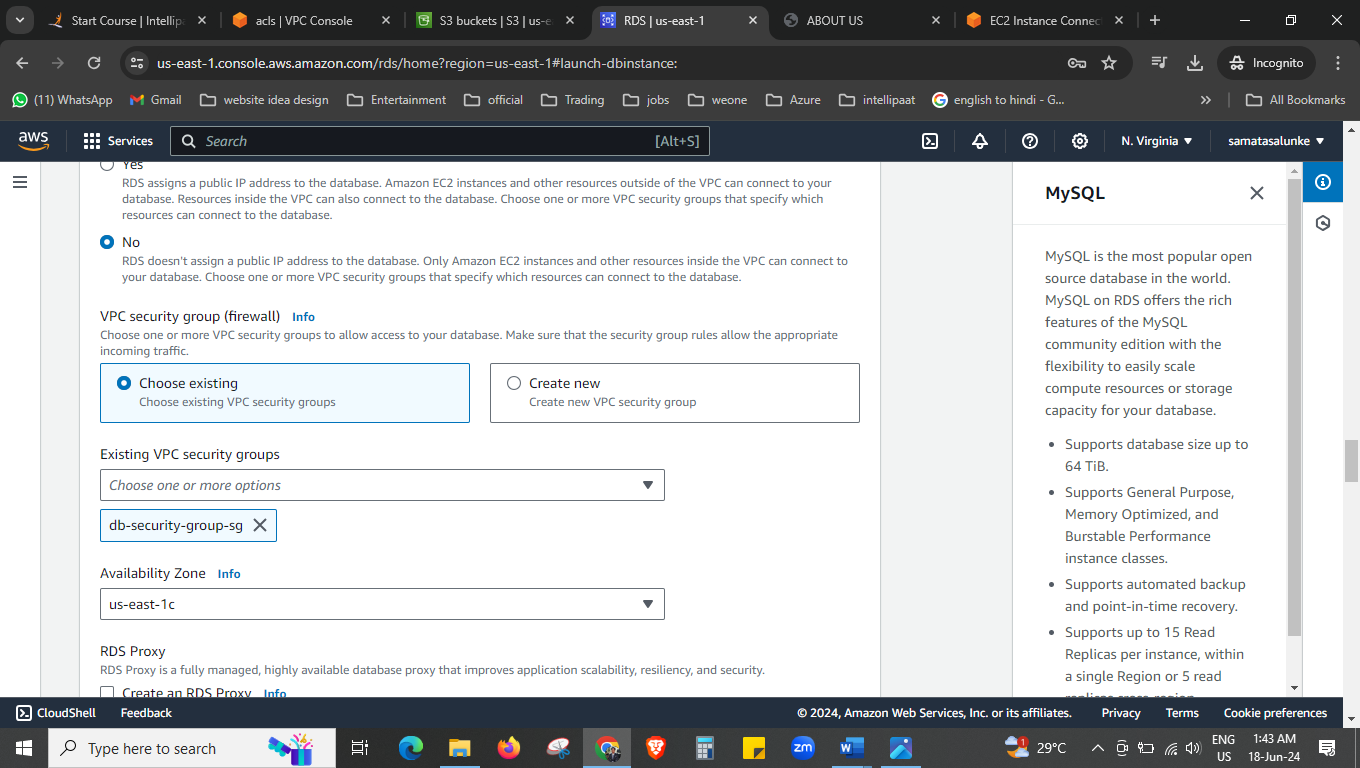 Start Course | Intellipa
acls | VPC Console
S3 buckets | S3 | us-e
RDS | us-east-1
ABOUT US
EC2 Instance Connec
us-east-1.console.aws.amazon.com/rds/home?region=us-east-1#launch-dbinstance:
Incognito
(11) WhatsApp
Gmail
website idea design
Entertainment
official
Trading
jobs
weone
Azure
intellipaat
english to hindi - G...
All Bookmarks
aws
Services
Search
[Alt+S]
N. Virginia
samatasalunke
Yes
RDS assigns a public IP address to the database. Amazon EC2 instances and other resources outside of the VPC can connect to your
database. Resources inside the VPC can also connect to the database. Choose one or more VPC security groups that specify which
resources can connect to the database.
No
RDS doesn't assign a public IP address to the database. Only Amazon EC2 instances and other resources inside the VPC can connect to
your database. Choose one or more VPC security groups that specify which resources can connect to the database.
VPC security group (firewall) Info
Choose one or more VPC security groups to allow access to your database. Make sure that the security group rules allow the appropriate
incoming traffic.
Choose existing
Choose existing VPC security groups
Create new
Create new VPC security group
Existing VPC security groups
Choose one or more options
db-security-group-sg
Availability Zone Info
us-east-1c
RDS Proxy
RDS Proxy is a fully managed, highly available database proxy that improves application scalability, resiliency, and security.
Create an RDS Proxy Info
MySQL
MySQL is the most popular open
source database in the world.
MySQL on RDS offers the rich
features of the MySQL
community edition with the
flexibility to easily scale
compute resources or storage
capacity for your database.
• Supports database size up to
64 TiB.
• Supports General Purpose,
Memory Optimized, and
Burstable Performance
instance classes.
• Supports automated backup
and point-in-time recovery.
• Supports up to 15 Read
Replicas per instance, within
a single Region or 5 read
replicas cross-region.
CloudShell
Feedback
© 2024, Amazon Web Services, Inc. or its affiliates.
Privacy
Terms
Cookie preferences
Type here to search
zm
1
29°C
ENG
US
1:43 AM
18-Jun-24